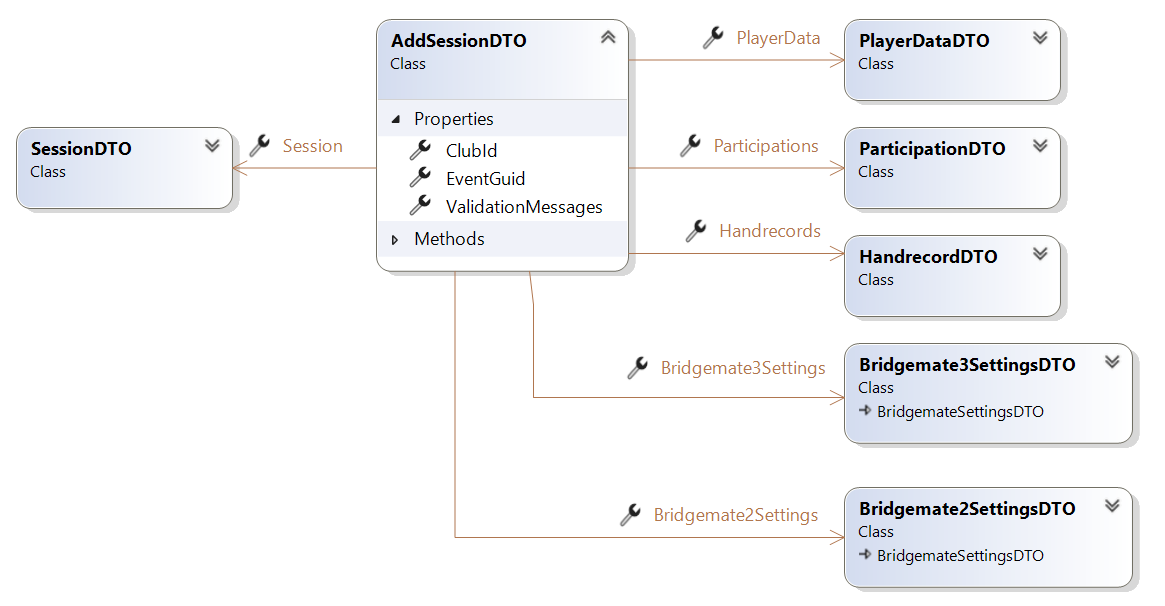 AddSessionDTO
Class
Properties
ClubId
EventGuid
ValidationMessages
Methods
Session
SessionDTO
Class
PlayerData
PlayerDataDTO
Class
Participations
ParticipationDTO
Class
Handrecords
HandrecordDTO
Class
Bridgemate3Settings
Bridgemate3SettingsDTO
Class
BridgemateSettingsDTO
Bridgemate2Settings
Bridgemate2SettingsDTO
Class
BridgemateSettingsDTO